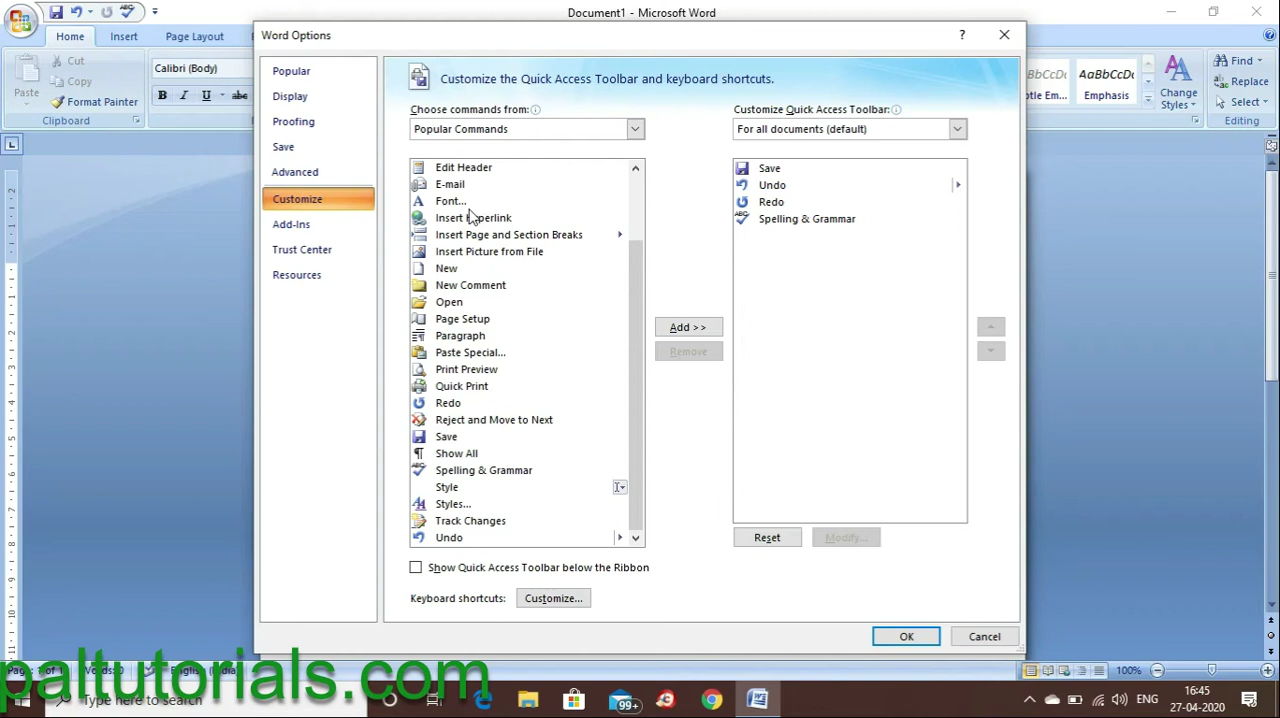 Document1 - Microsoft Word
Home
Insert
Page Layout
Cut
Copy
Paste
Format Painter
Clipboard
Calibri (Body)
B I U abe
AaBbCcDc
Emphasis
Change
Styles
Find
Replace
Select
Editing
Word Options
?
Popular
Display
Proofing
Save
Advanced
Customize
Add-Ins
Trust Center
Resources
Customize the Quick Access Toolbar and keyboard shortcuts.
Choose commands from:
Popular Commands
Edit Header
E-mail
Font...
Insert Hyperlink
Insert Page and Section Breaks
Insert Picture from File
New
New Comment
Open
Page Setup
Paragraph
Paste Special...
Print Preview
Quick Print
Redo
Reject and Move to Next
Save
Show All
Spelling & Grammar
Style
Styles...
Track Changes
Undo
Add >>
Remove
Customize Quick Access Toolbar:
For all documents (default)
Save
Undo
Redo
Spelling & Grammar
Reset
Modify...
Show Quick Access Toolbar below the Ribbon
Keyboard shortcuts:
Customize...
OK
Cancel
100%
paltutorials.com
Type here to search
99+
ENG
16:45
27-04-2020